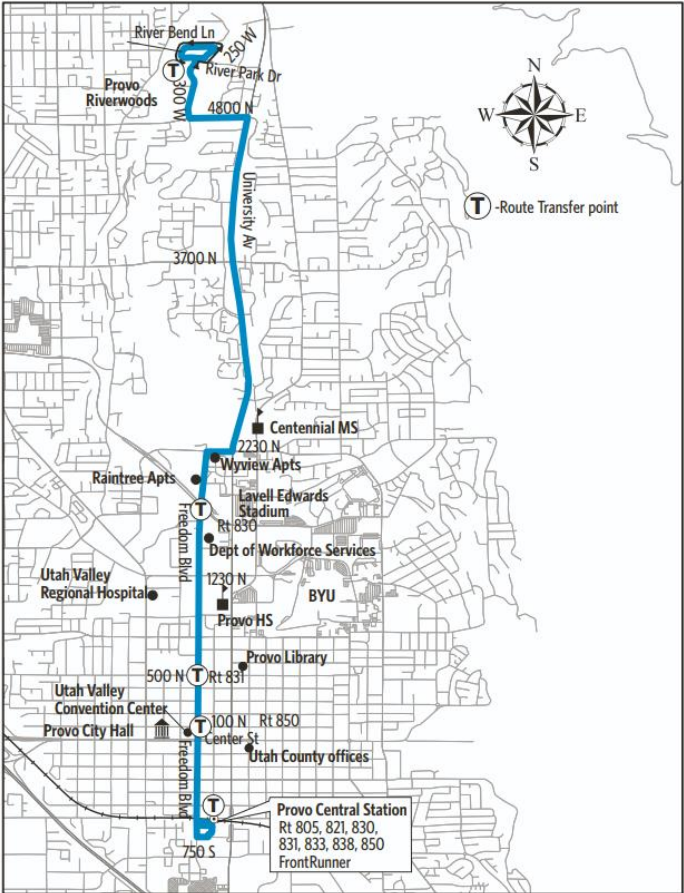 River Bend Ln
250 W
T
River Park Dr
Provo
Riverwoods
300 W
4800 N
N
W
E
S
T -Route Transfer point
University Av
3700 N
Centennial MS
2230 N
Wyview Apts
Raintree Apts
Lavell Edwards
Stadium
T
Rt 830
Freedom Blvd
Dept of Workforce Services
Utah Valley
Regional Hospital
1230 N
BYU
Provo HS
Provo Library
500 N T Rt 831
Utah Valley
Convention Center
T 100 N Rt 850
Provo City Hall
Center St
Utah County offices
Freedom Blvd
T
Provo Central Station
Rt 805, 821, 830,
831, 833, 838, 850
FrontRunner
750 S